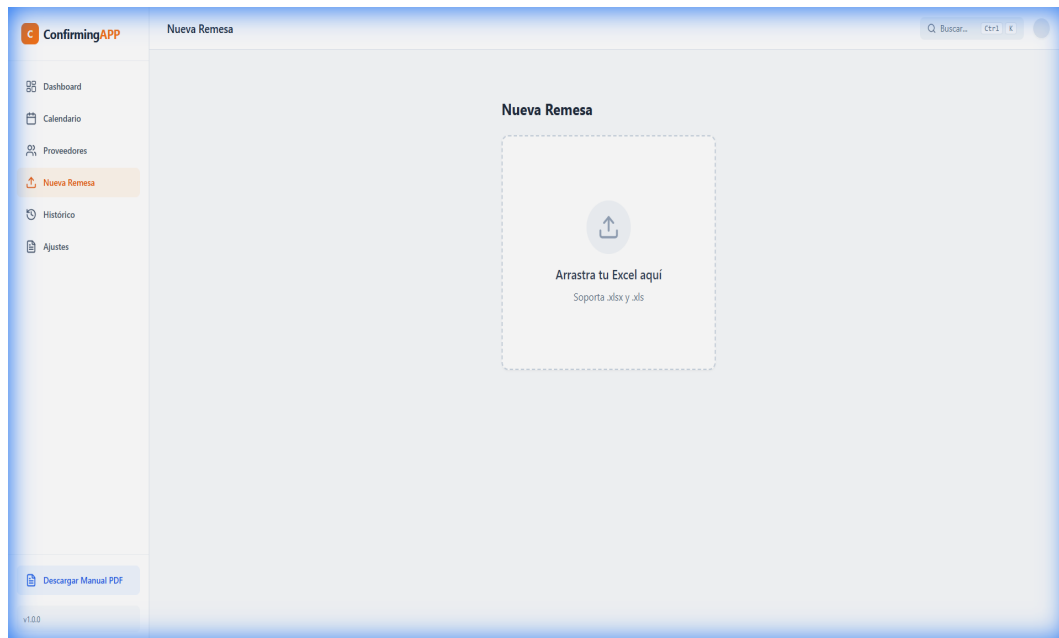 C ConfirmingAPP
Nueva Remesa
Buscar... Ctrl K
Dashboard
Calendario
Proveedores
Nueva Remesa
Histórico
Ajustes
Nueva Remesa
Arrastra tu Excel aquí
Soporta .xlsx y .xls
Descargar Manual PDF
v1.0.0